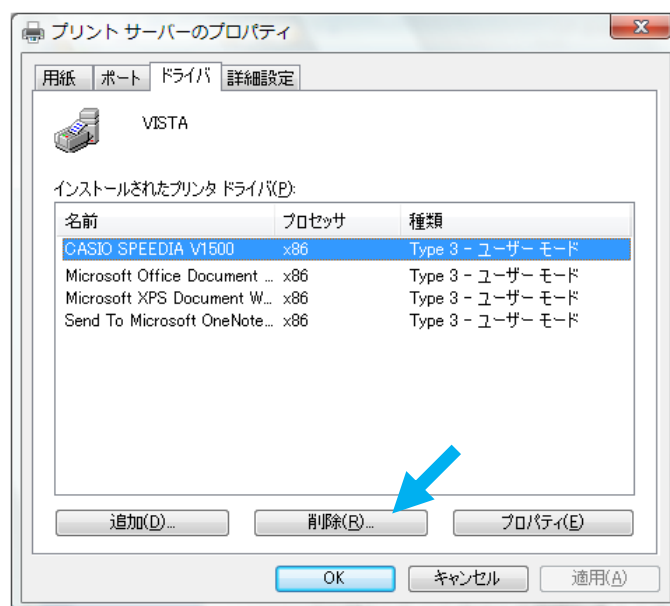 プリント サーバーのプロパティ
用紙 ポート ドライバ 詳細設定
VISTA
インストールされたプリンタ ドライバ(P):
名前 プロセッサ 種類
CASIO SPEEDIA V1500 x86 Type 3 - ユーザー モード
Microsoft Office Document ... x86 Type 3 - ユーザー モード
Microsoft XPS Document W... x86 Type 3 - ユーザー モード
Send To Microsoft OneNote... x86 Type 3 - ユーザー モード
追加(D)... 削除(R)... プロパティ(E)
OK キャンセル 適用(A)